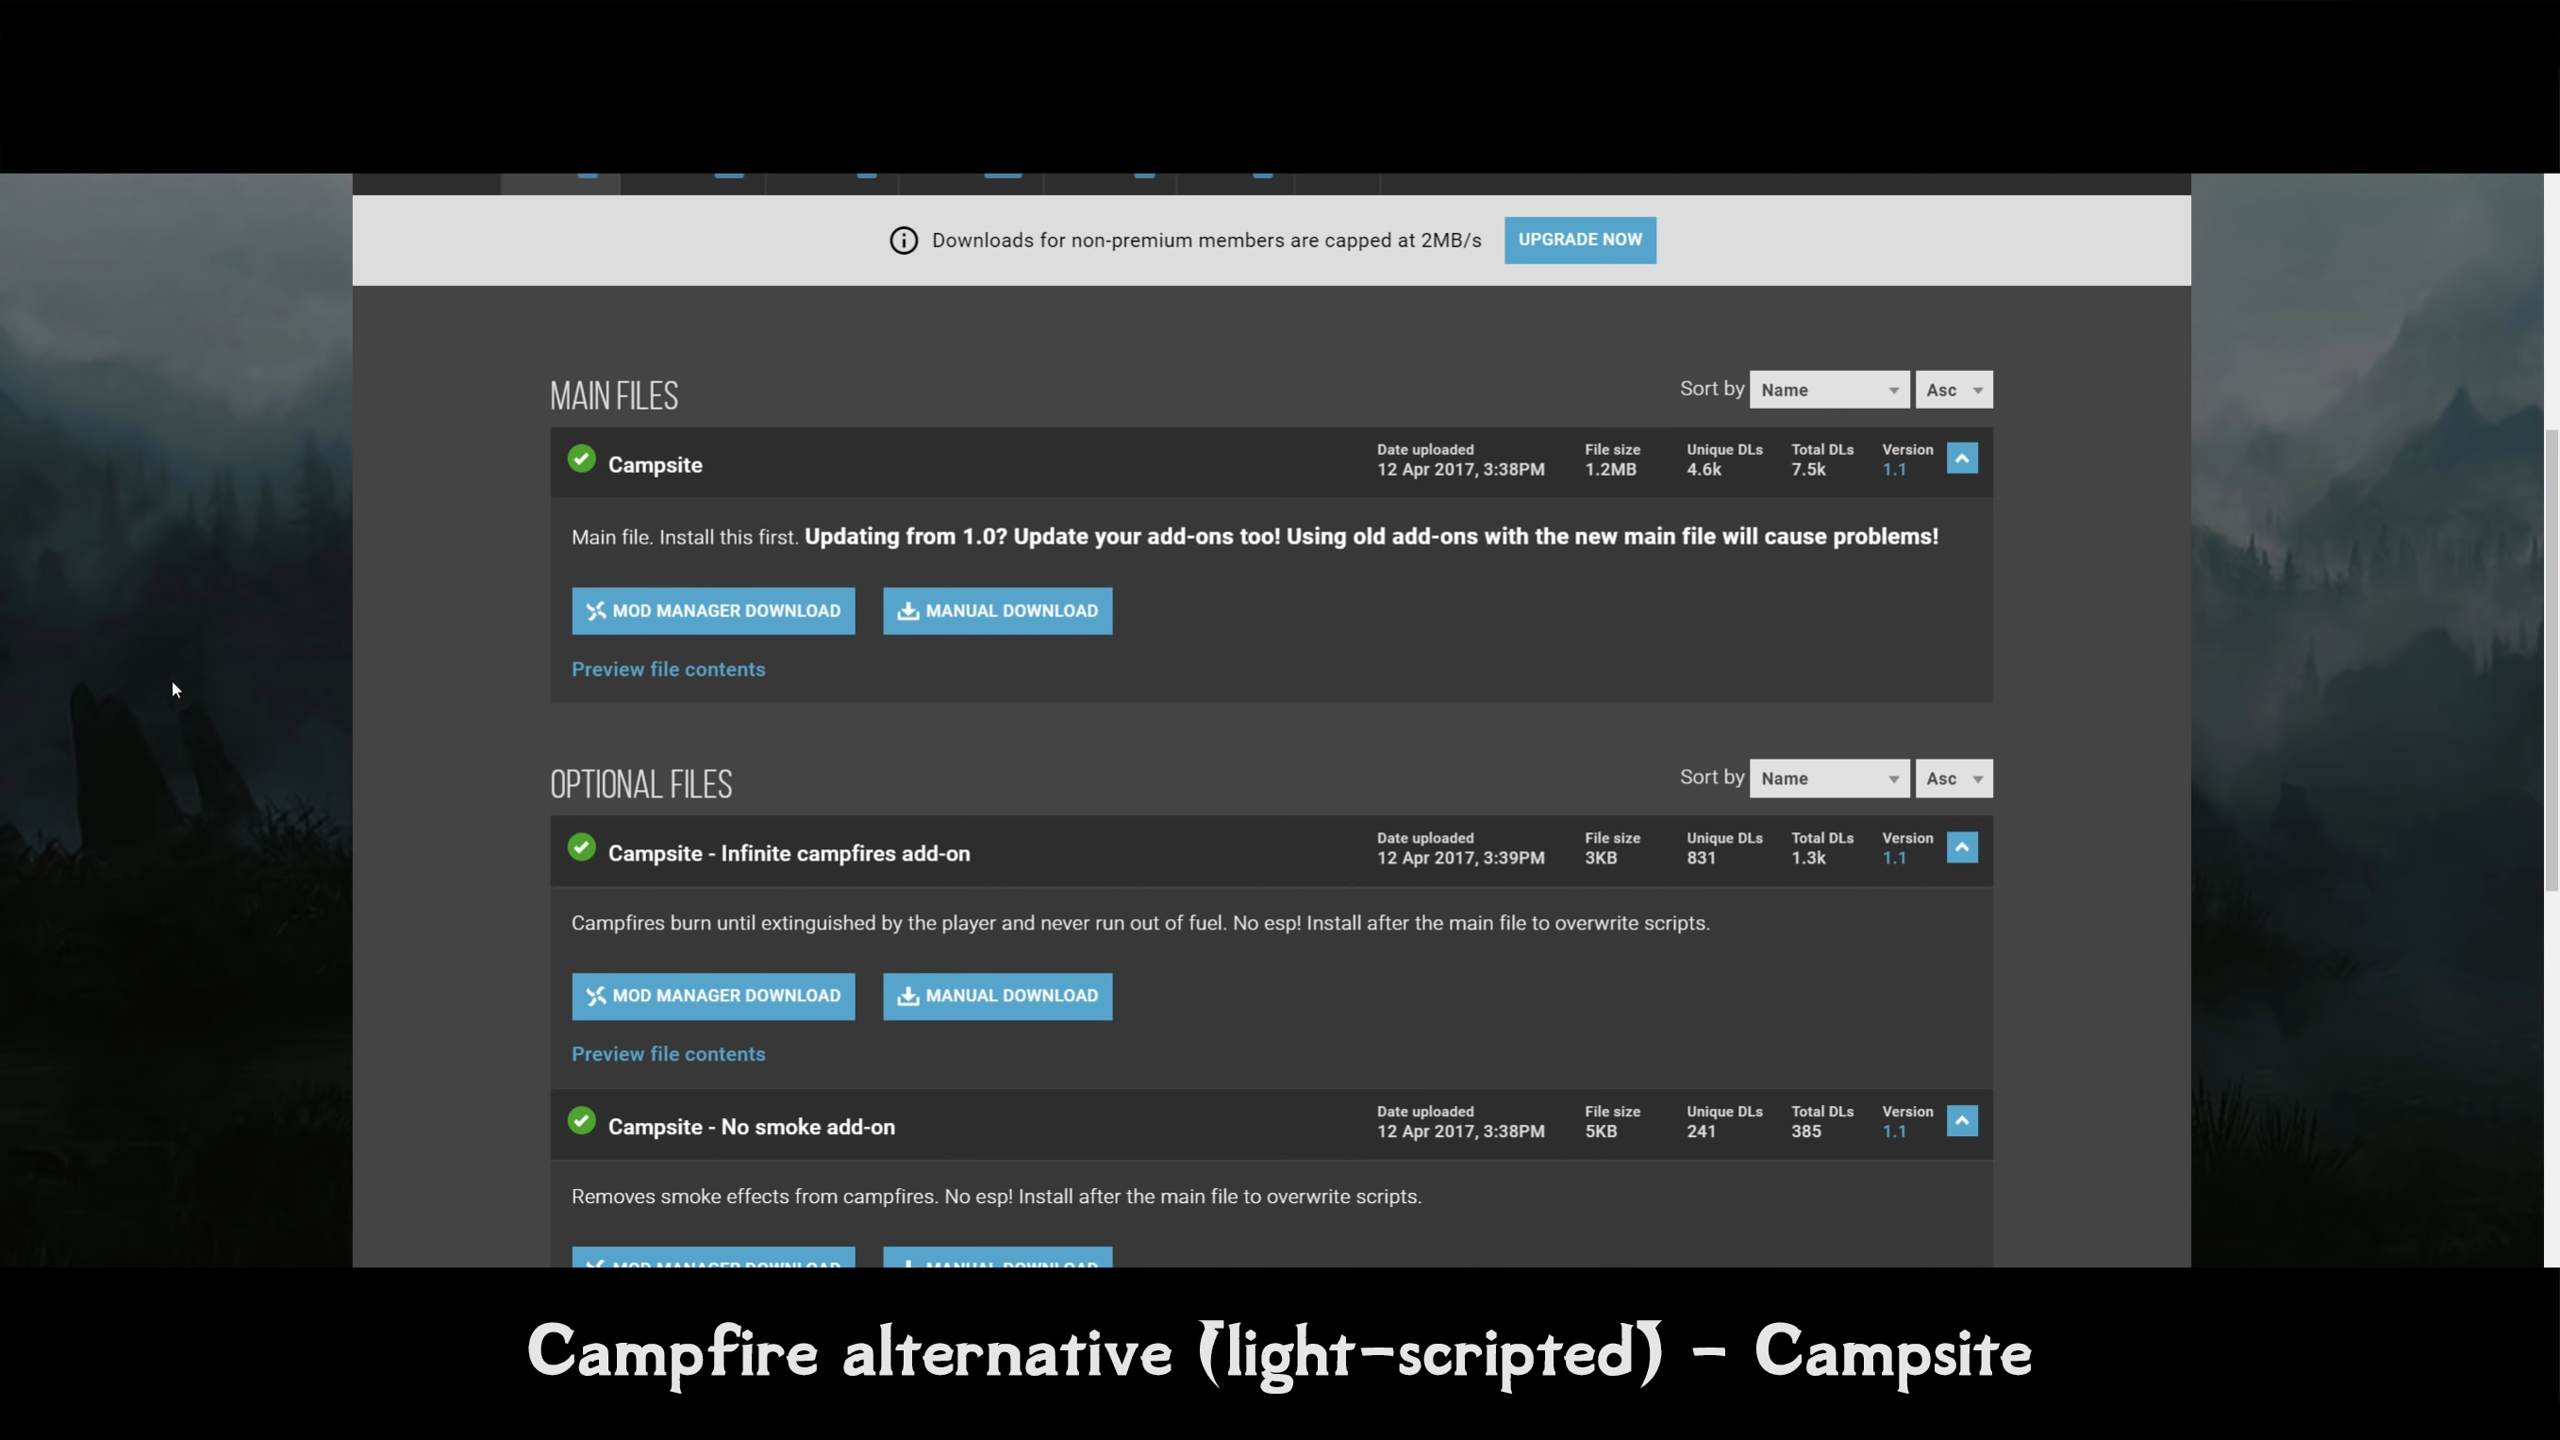 Downloads for non-premium members are capped at 2MB/s UPGRADE NOW
MAIN FILES
Sort by Name Asc
Campsite
Date uploaded File size Unique DLs Total DLs Version
12 Apr 2017, 3:38PM 1.2MB 4.6k 7.5k 1.1
Main file. Install this first. Updating from 1.0? Update your add-ons too! Using old add-ons with the new main file will cause problems!
MOD MANAGER DOWNLOAD MANUAL DOWNLOAD
Preview file contents
OPTIONAL FILES
Sort by Name Asc
Campsite - Infinite campfires add-on
Date uploaded File size Unique DLs Total DLs Version
12 Apr 2017, 3:39PM 3KB 831 1.3k 1.1
Campfires burn until extinguished by the player and never run out of fuel. No esp! Install after the main file to overwrite scripts.
MOD MANAGER DOWNLOAD MANUAL DOWNLOAD
Preview file contents
Campsite - No smoke add-on
Date uploaded File size Unique DLs Total DLs Version
12 Apr 2017, 3:38PM 5KB 241 385 1.1
Removes smoke effects from campfires. No esp! Install after the main file to overwrite scripts.
MOD MANAGER DOWNLOAD MANUAL DOWNLOAD
Campfire alternative (light-scripted) - Campsite